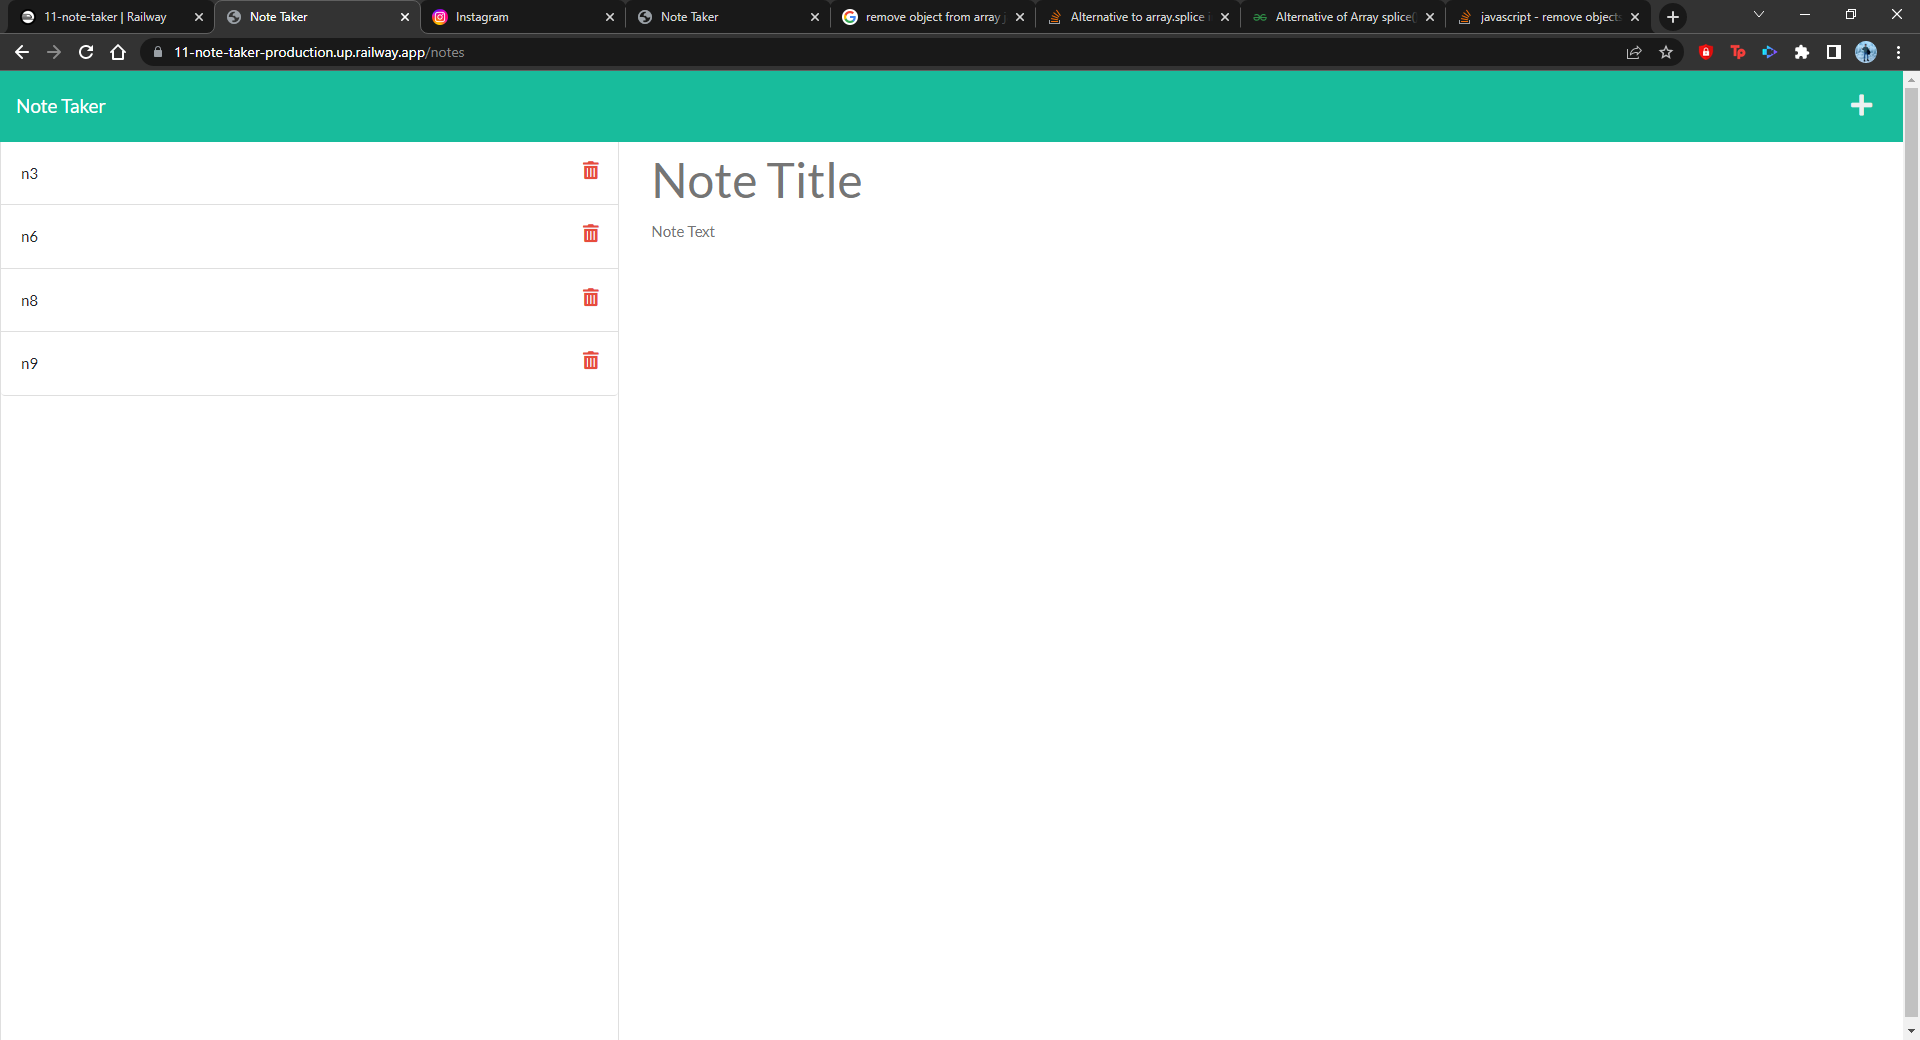 11-note-taker | Railway
Note Taker
Instagram
Note Taker
remove object from array
Alternative to array.splice
Alternative of Array splice(
javascript - remove objects
11-note-taker-production.up.railway.app/notes
Tp
Note Taker
n3
n6
n8
n9
Note Title
Note Text